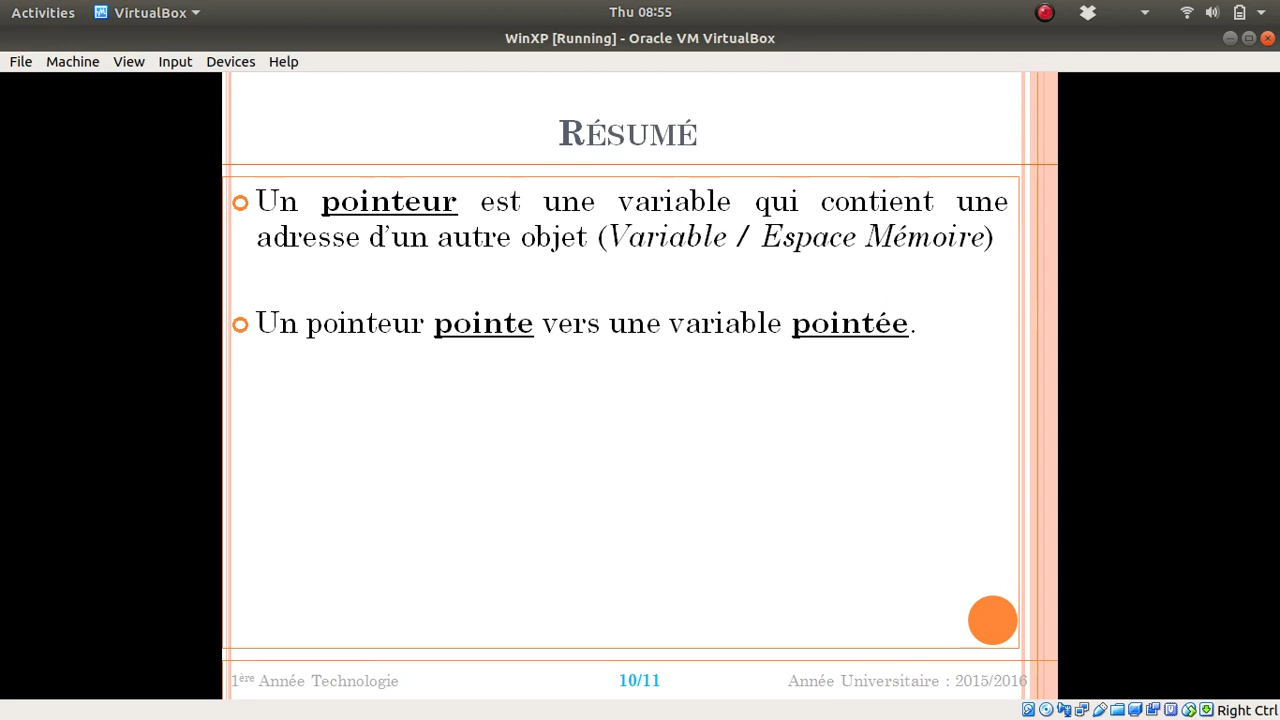 Activities VirtualBox Thu 08:55
WinXP [Running] - Oracle VM VirtualBox
File Machine View Input Devices Help
RÉSUMÉ
Un pointeur est une variable qui contient une
adresse d'un autre objet (Variable / Espace Mémoire)
Un pointeur pointe vers une variable pointée.
1ère Année Technologie 10/11 Année Universitaire : 2015/2016
Right Ctrl